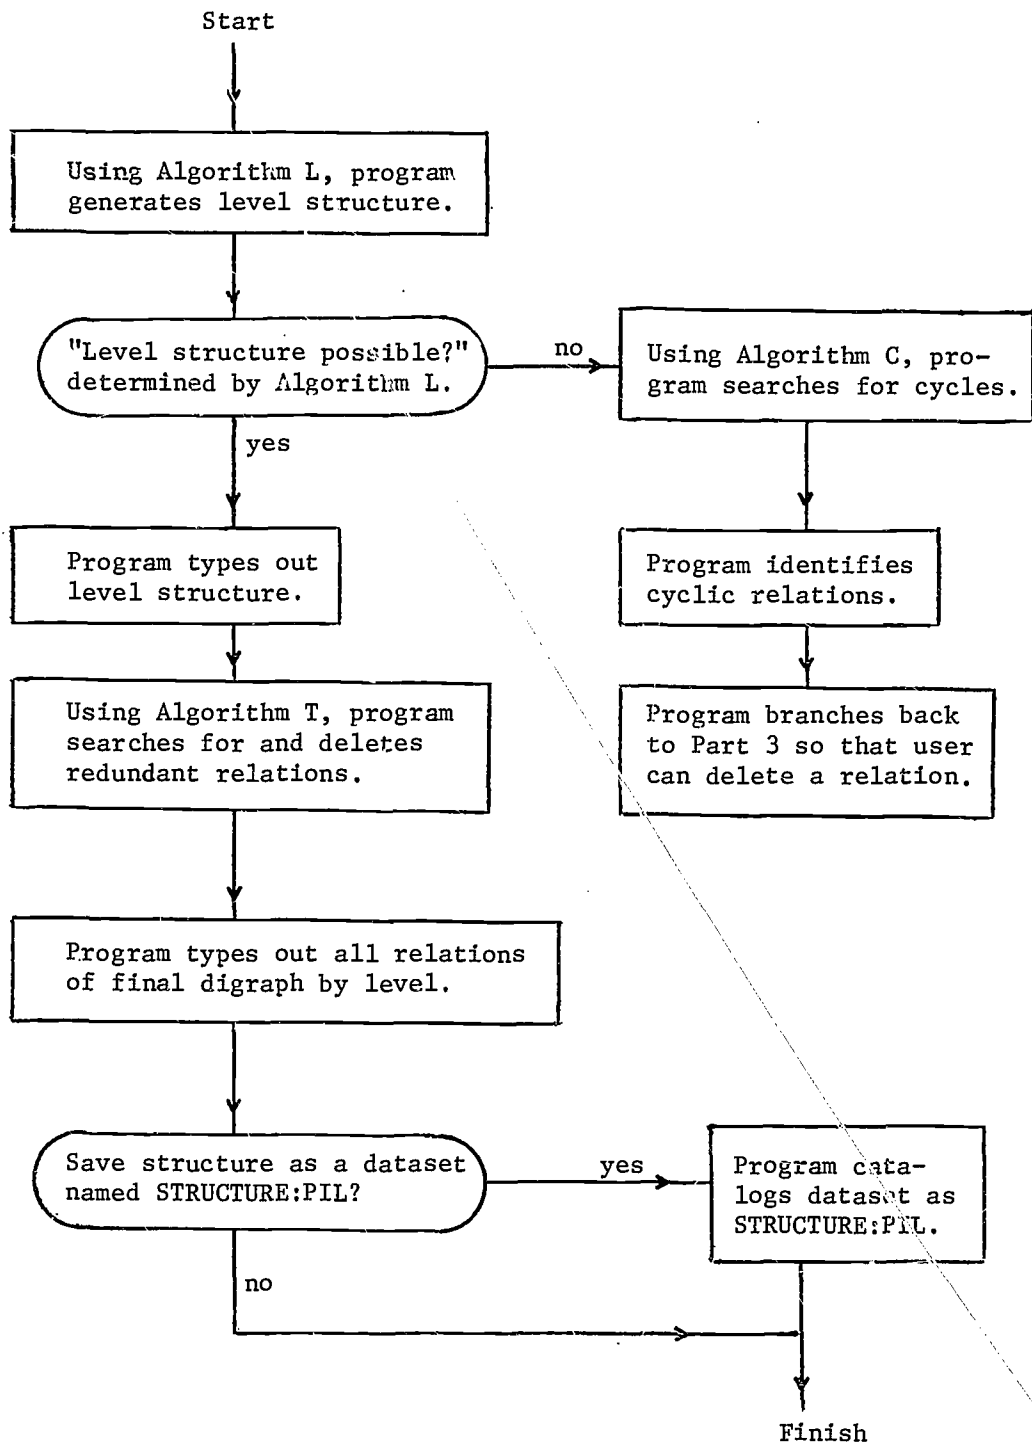 Start
Using Algorithm L, program
generates level structure.
"Level structure possible?"
determined by Algorithm L.
no
Using Algorithm C, pro-
gram searches for cycles.
yes
Program types out
level structure.
Program identifies
cyclic relations.
Using Algorithm T, program
searches for and deletes
redundant relations.
Program branches back
to Part 3 so that user
can delete a relation.
Program types out all relations
of final digraph by level.
Save structure as a dataset
named STRUCTURE:PIL?
yes
Program cata-
logs dataset as
STRUCTURE:PIL.
no
Finish